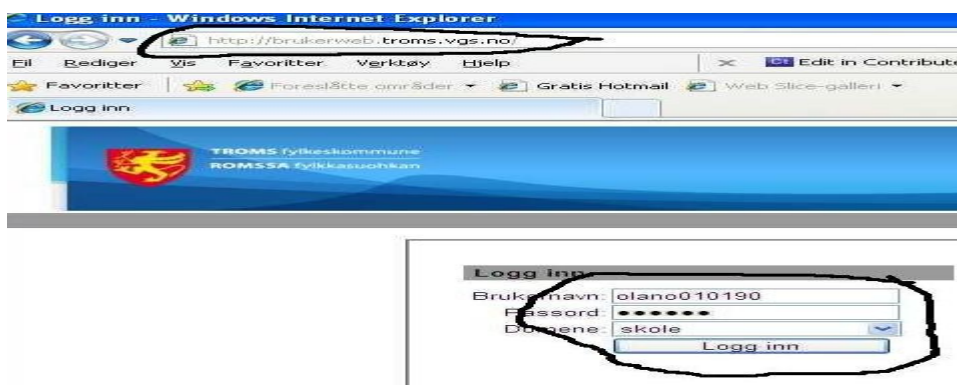 Logg inn - Windows Internet Explorer
http://brukerweb.troms.vgs.no/
Fil Rediger Vis Favoritter Verktøy Hjelp Edit in Contribute
Favoritter Foreslåtte områder Gratis Hotmail Web Slice-galleri
Logg inn
TROMS fylkeskommune
ROMSSA fylkkasuohkan
Logg inn
Brukernavn: olano010190
Passord: ●●●●●●
Domene: skole
Logg inn